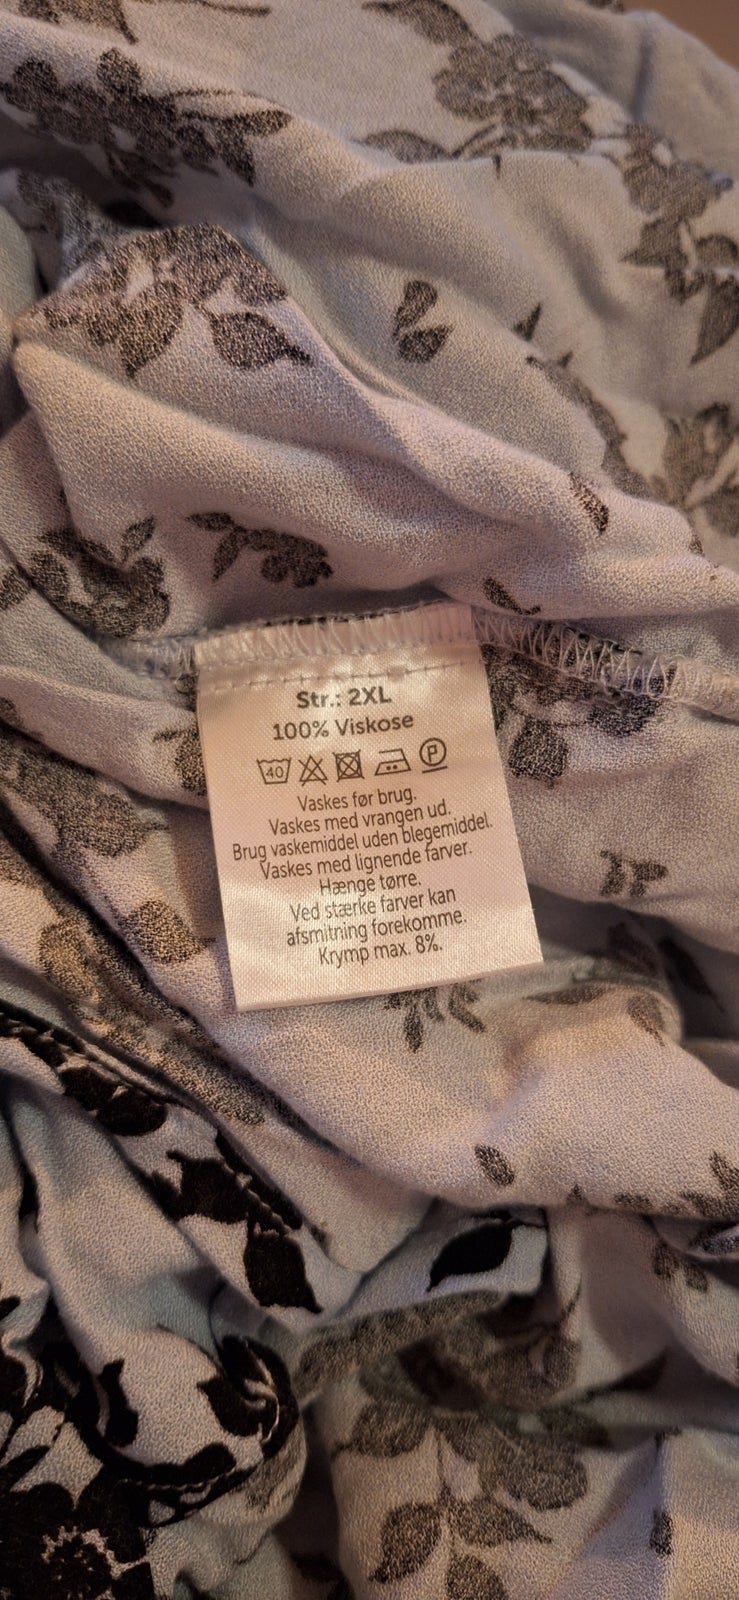 Str.: 2XL
100% Viskose
40 P
Vaskes før brug.
Vaskes med vrangen ud.
Brug vaskemiddel uden blegemiddel.
Vaskes med lignende farver.
Hænge tørre.
Ved stærke farver kan
afsmitning forekomme.
Krymp max. 8%.